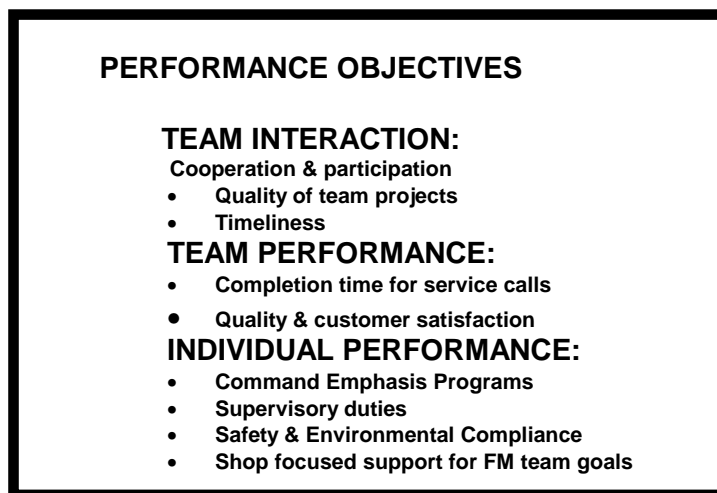 PERFORMANCE OBJECTIVES
TEAM INTERACTION:
Cooperation & participation
• Quality of team projects
• Timeliness
TEAM PERFORMANCE:
• Completion time for service calls
• Quality & customer satisfaction
INDIVIDUAL PERFORMANCE:
• Command Emphasis Programs
• Supervisory duties
• Safety & Environmental Compliance
• Shop focused support for FM team goals